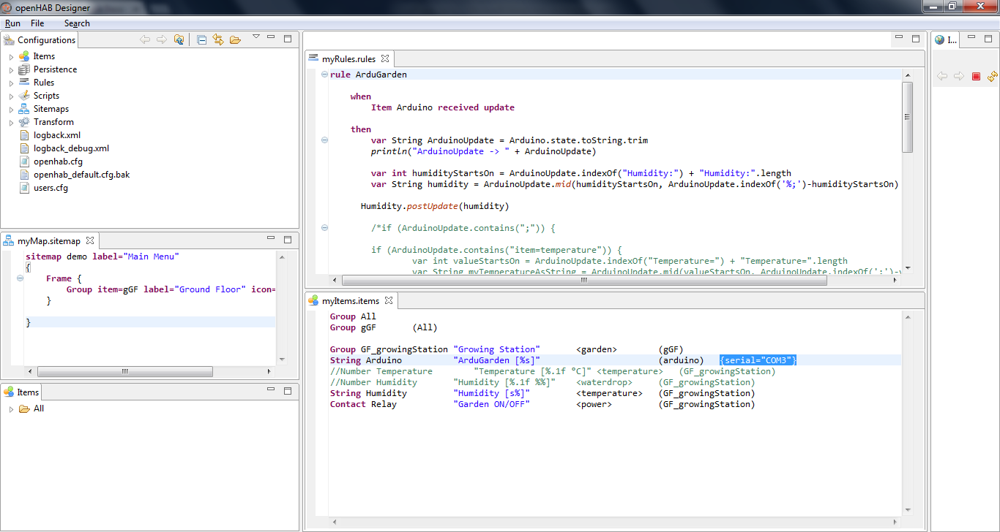 openHAB Designer
Run File Search
Configurations
Items
Persistence
Rules
Scripts
Sitemaps
Transform
logback.xml
logback_debug.xml
openhab.cfg
openhab_default.cfg.bak
users.cfg
myMap.sitemap
sitemap demo label="Main Menu"
{
Frame {
Group item=gGF label="Ground Floor" icon=
}
}
Items
All
myRules.rules
rule ArduGarden
when
Item Arduino received update
then
var String ArduinoUpdate = Arduino.state.toString.trim
println("ArduinoUpdate -> " + ArduinoUpdate)
var int humidityStartsOn = ArduinoUpdate.indexOf("Humidity:") + "Humidity:".length
var String humidity = ArduinoUpdate.mid(humidityStartsOn, ArduinoUpdate.indexOf('%;')-humidityStartsOn)
Humidity.postUpdate(humidity)
/*if (ArduinoUpdate.contains(";")) {
if (ArduinoUpdate.contains("item=temperature")) {
var int valueStartsOn = ArduinoUpdate.indexOf("Temperature=") + "Temperature=".length
var String myTemperatureAsString = ArduinoUpdate.mid(valueStartsOn, ArduinoUpdate.indexOf(';')-v
myItems.items
Group All
Group gGF (All)
Group GF_growingStation "Growing Station" <garden> (gGF)
String Arduino "ArduGarden [%s]" (arduino) {serial="COM3"}
//Number Temperature "Temperature [%.1f °C]" <temperature> (GF_growingStation)
//Number Humidity "Humidity [%.1f %%]" <waterdrop> (GF_growingStation)
String Humidity "Humidity [s%]" <temperature> (GF_growingStation)
Contact Relay "Garden ON/OFF" <power> (GF_growingStation)
I...